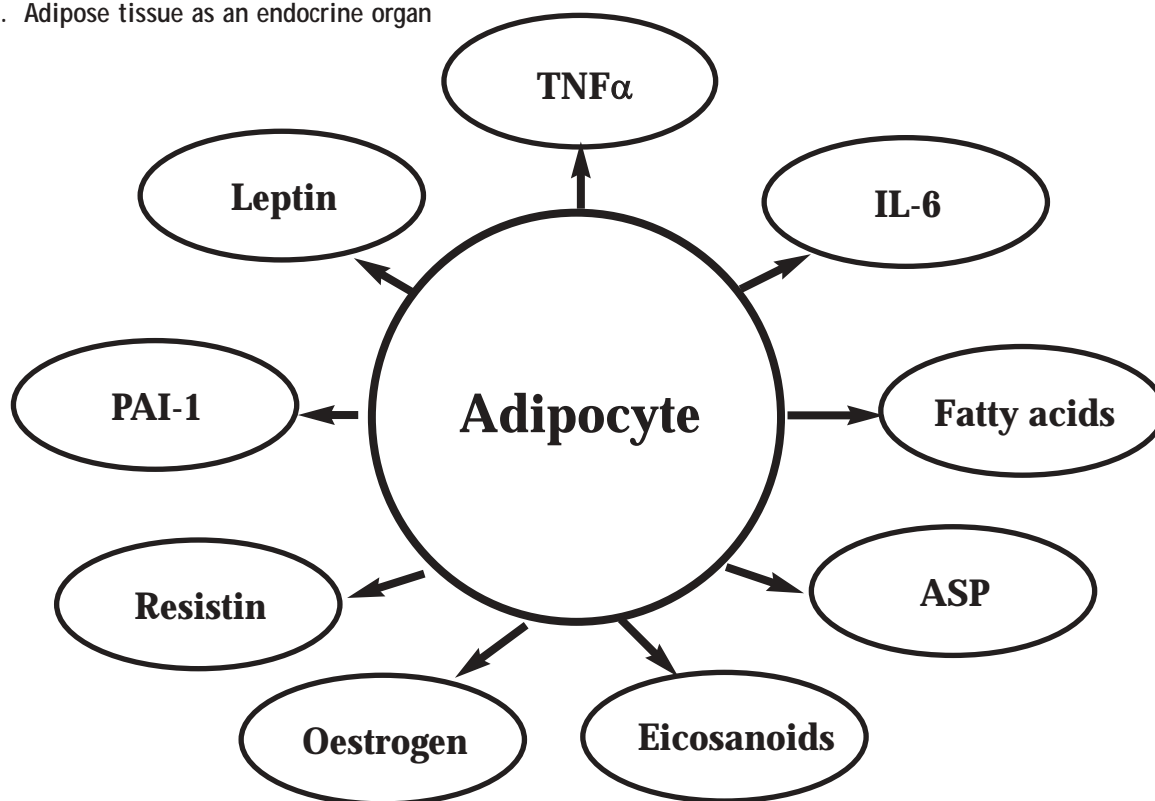 . Adipose tissue as an endocrine organ
TNFα
Leptin
IL-6
PAI-1
Adipocyte
Fatty acids
Resistin
ASP
Oestrogen
Eicosanoids